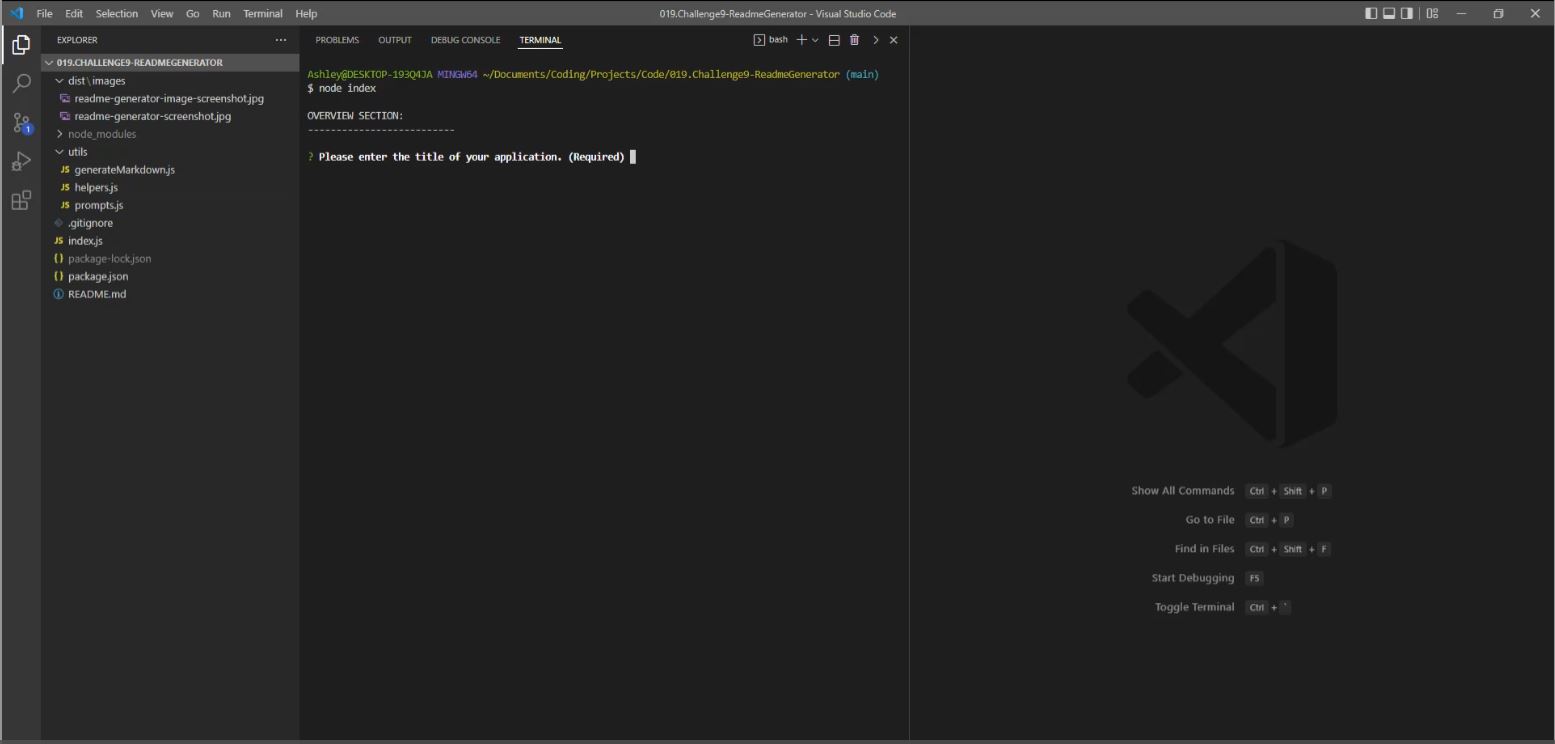 File Edit Selection View Go Run Terminal Help
019.Challenge9-ReadmeGenerator - Visual Studio Code
EXPLORER
019.CHALLENGE9-READMEGENERATOR
dist\images
readme-generator-image-screenshot.jpg
readme-generator-screenshot.jpg
node_modules
utils
JS generateMarkdown.js
JS helpers.js
JS prompts.js
.gitignore
JS index.js
{} package-lock.json
{} package.json
README.md
1
PROBLEMS OUTPUT DEBUG CONSOLE TERMINAL
bash
Ashley@DESKTOP-193Q4JA MINGW64 ~/Documents/Coding/Projects/Code/019.Challenge9-ReadmeGenerator (main)
$ node index
OVERVIEW SECTION:
--------------------------
? Please enter the title of your application. (Required)
Show All Commands Ctrl + Shift + P
Go to File Ctrl + P
Find in Files Ctrl + Shift + F
Start Debugging F5
Toggle Terminal Ctrl + `